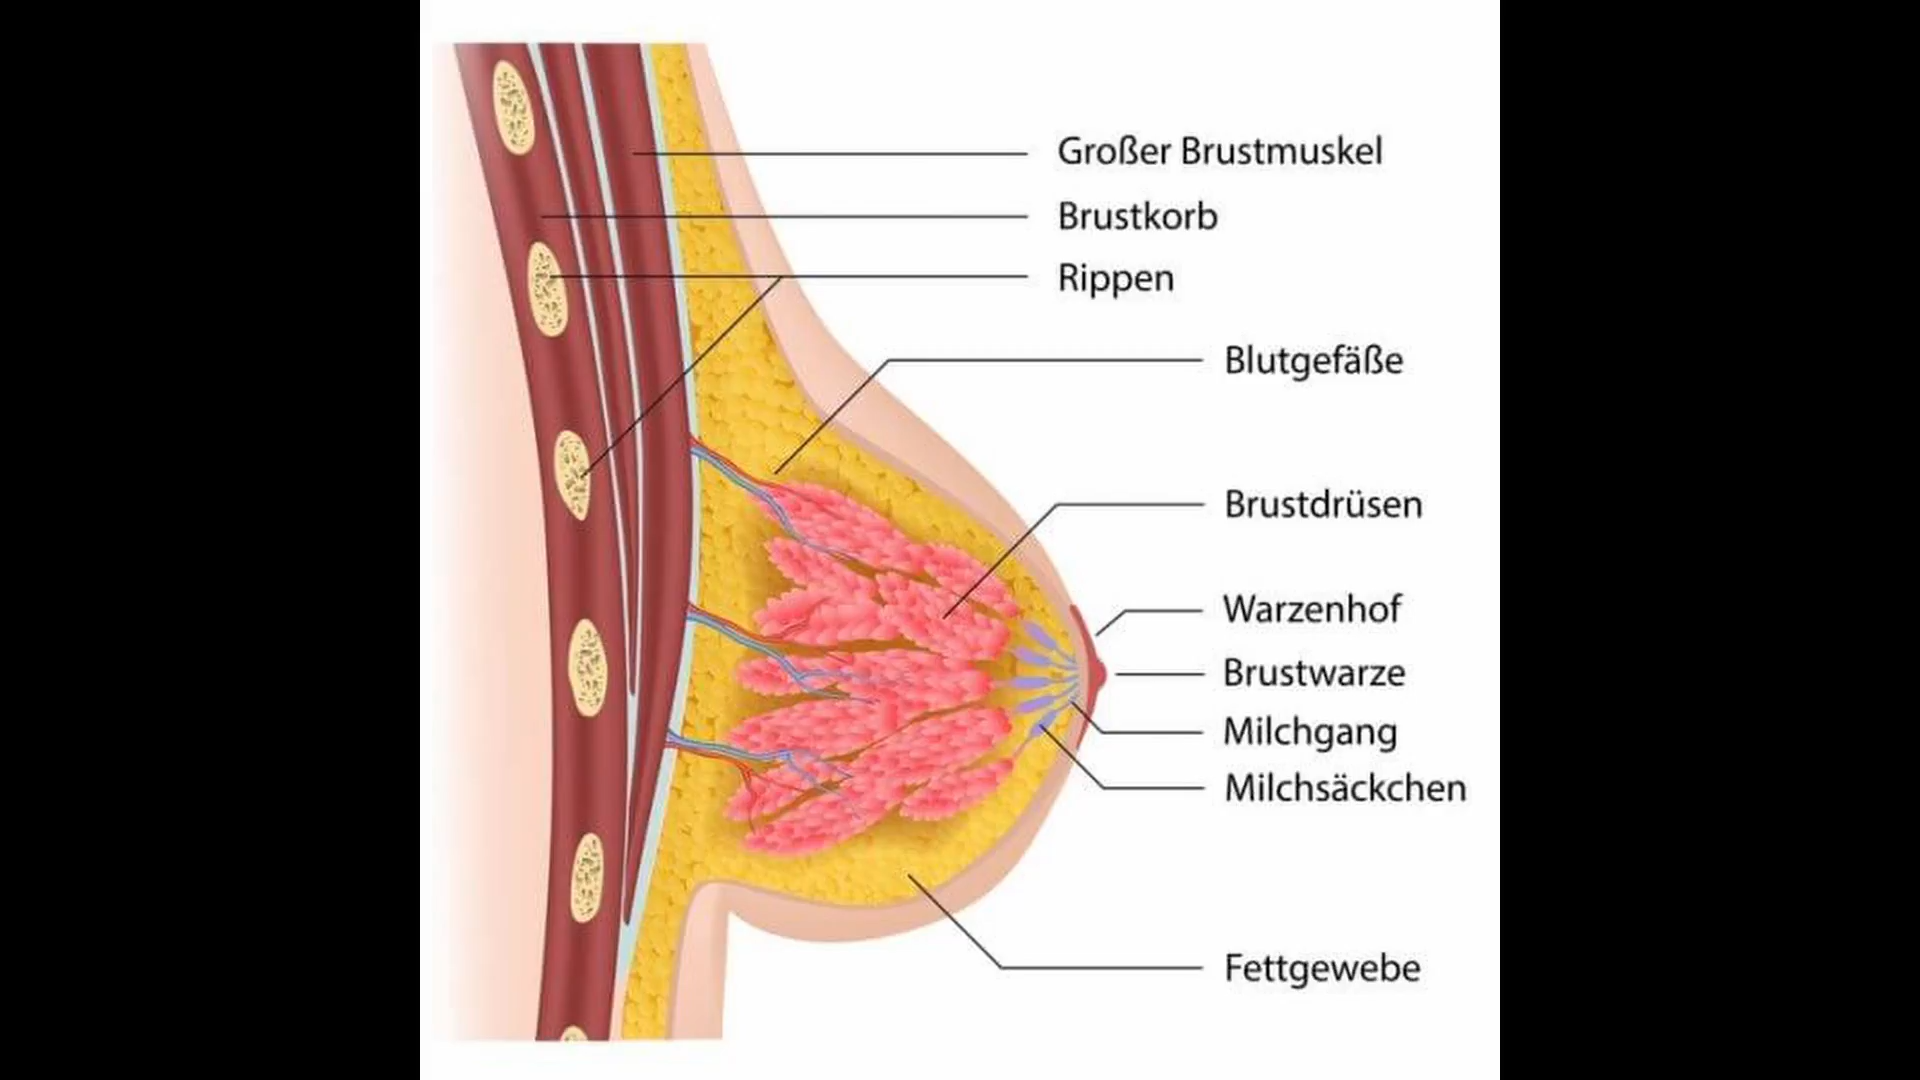 Großer Brustmuskel
Brustkorb
Rippen
Blutgefäße
Brustdrüsen
Warzenhof
Brustwarze
Milchgang
Milchsäckchen
Fettgewebe